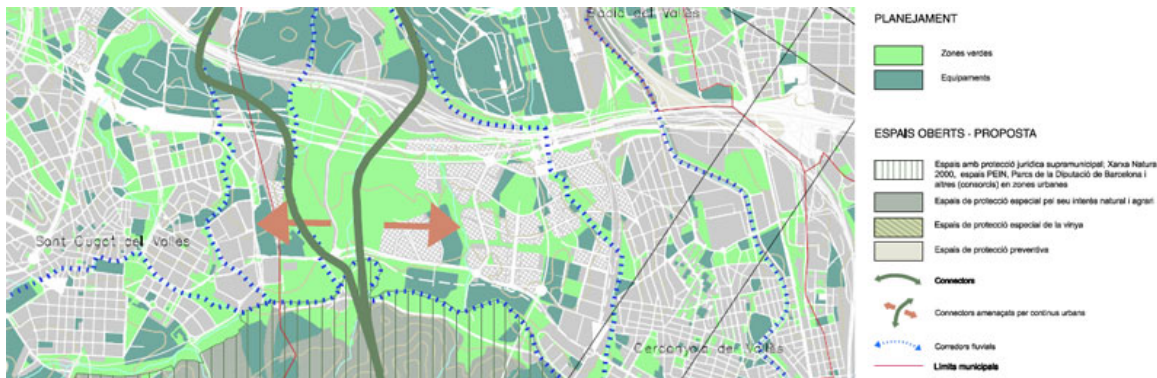 Badia del Vallès
Sant Cugat del Vallès
Cerdanyola del Vallès
PLANEJAMENT
Zones verdes
Equipaments
ESPAIS OBERTS - PROPOSTA
Espais amb protecció jurídica supramunicipal; Xarxa Natura
2000, espais PEIN, Parcs de la Diputació de Barcelona i
altres (consorcis) en zones urbanes
Espais de protecció especial pel seu interès natural i agrari
Espais de protecció especial de la vinya
Espais de protecció preventiva
Connectors
Connectors amenaçats per continus urbans
Corredors fluvials
Límits municipals